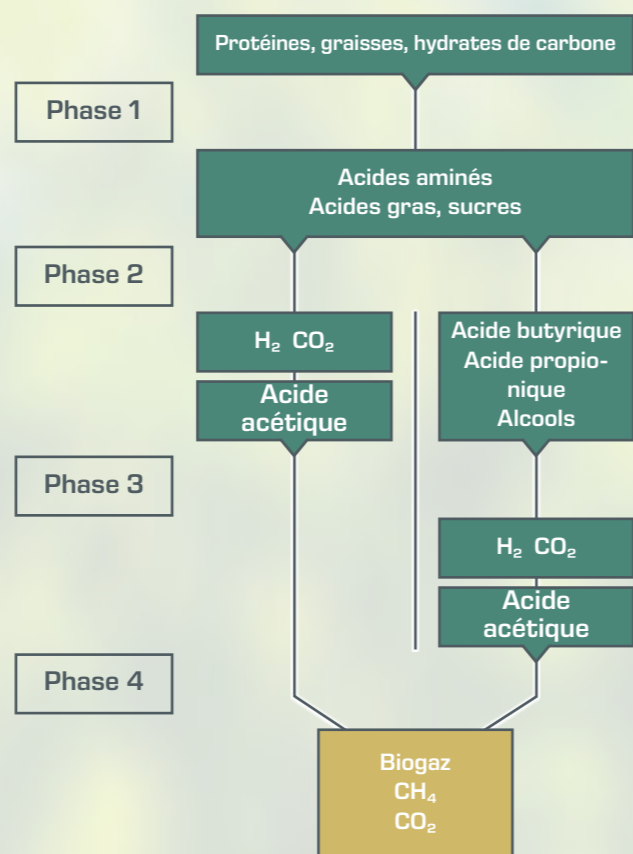 Protéines, graisses, hydrates de carbone
Phase 1
Acides aminés
Acides gras, sucres
Phase 2
H₂ CO₂
Acide
acétique
Acide butyrique
Acide propio-
nique
Alcools
Phase 3
H₂ CO₂
Acide
acétique
Phase 4
Biogaz
CH₄
CO₂